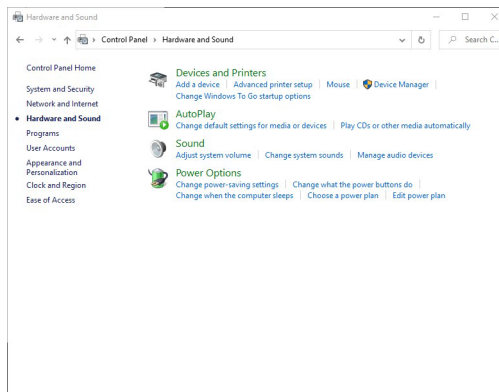 Hardware and Sound
Control Panel › Hardware and Sound
Search C...
Control Panel Home
System and Security
Network and Internet
Hardware and Sound
Programs
User Accounts
Appearance and
Personalization
Clock and Region
Ease of Access
Devices and Printers
Add a device | Advanced printer setup | Mouse | Device Manager |
Change Windows To Go startup options
AutoPlay
Change default settings for media or devices | Play CDs or other media automatically
Sound
Adjust system volume | Change system sounds | Manage audio devices
Power Options
Change power-saving settings | Change what the power buttons do |
Change when the computer sleeps | Choose a power plan | Edit power plan